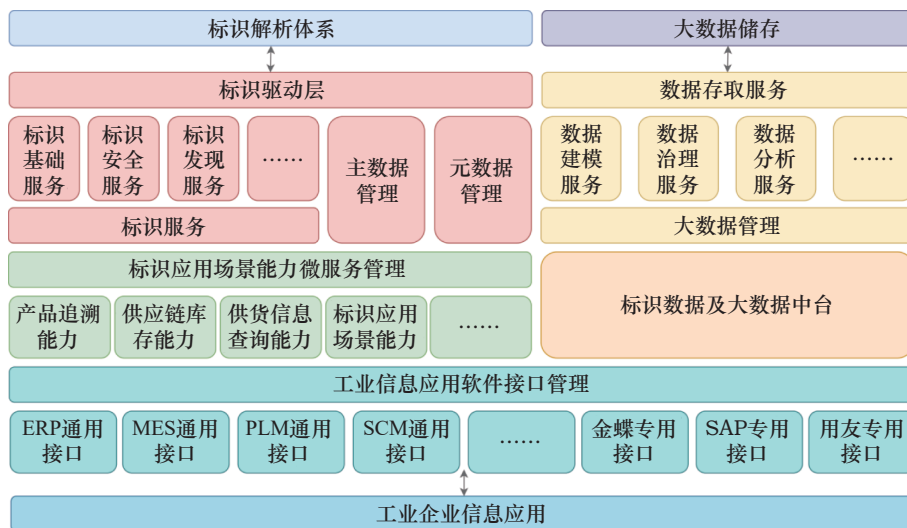 标识解析体系
大数据储存
标识驱动层
数据存取服务
标识
基础
服务
标识
安全
服务
标识
发现
服务
……
主数据
管理
元数据
管理
数据
建模
服务
数据
治理
服务
数据
分析
服务
……
标识服务
大数据管理
标识应用场景能力微服务管理
产品追溯
能力
供应链库
存能力
供货信息
查询能力
标识应用
场景能力
……
标识数据及大数据中台
工业信息应用软件接口管理
ERP通用
接口
MES通用
接口
PLM通用
接口
SCM通用
接口
……
金蝶专用
接口
SAP专用
接口
用友专用
接口
工业企业信息应用